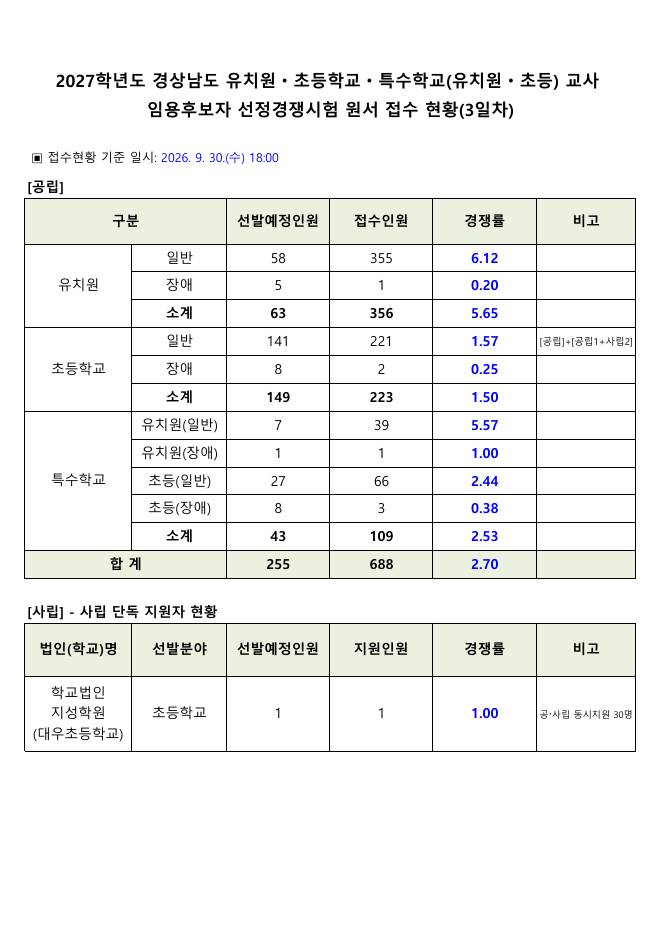 2027학년도 경상남도 유치원・초등학교・특수학교(유치원・초등) 교사
임용후보자 선정경쟁시험 원서 접수 현황(3일차)
▣ 접수현황 기준 일시: 2026. 9. 30.(수) 18:00
[공립]
구분 선발예정인원 접수인원 경쟁률 비고
유치원 일반 58 355 6.12
장애 5 1 0.20
소계 63 356 5.65
초등학교 일반 141 221 1.57 [공립]+[공립1+사립2]
장애 8 2 0.25
소계 149 223 1.50
특수학교 유치원(일반) 7 39 5.57
유치원(장애) 1 1 1.00
초등(일반) 27 66 2.44
초등(장애) 8 3 0.38
소계 43 109 2.53
합 계 255 688 2.70
[사립] - 사립 단독 지원자 현황
법인(학교)명 선발분야 선발예정인원 지원인원 경쟁률 비고
학교법인
지성학원
(대우초등학교) 초등학교 1 1 1.00 공·사립 동시지원 30명